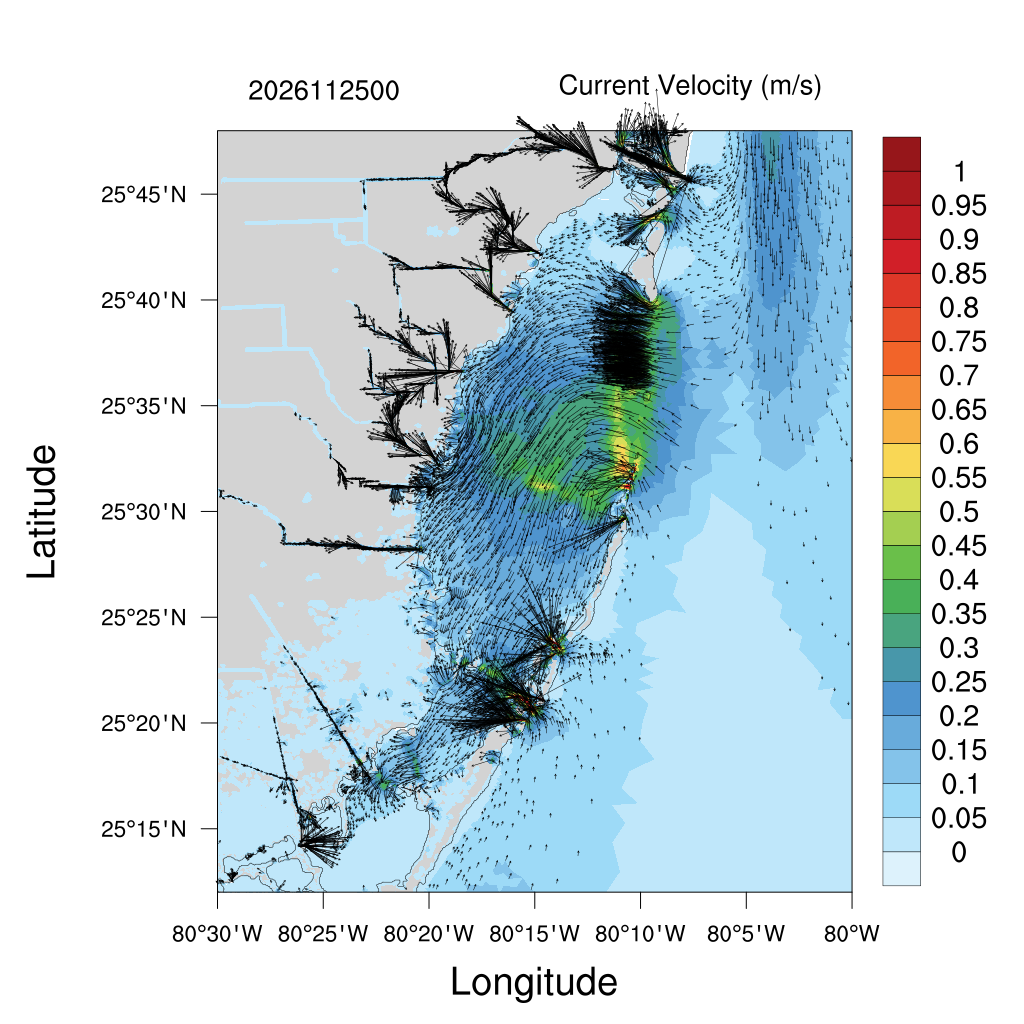 2026112500
Current Velocity (m/s)
Latitude
25°45'N
25°40'N
25°35'N
25°30'N
25°25'N
25°20'N
25°15'N
80°30'W 80°25'W 80°20'W 80°15'W 80°10'W 80°5'W 80°W
Longitude
1
0.95
0.9
0.85
0.8
0.75
0.7
0.65
0.6
0.55
0.5
0.45
0.4
0.35
0.3
0.25
0.2
0.15
0.1
0.05
0